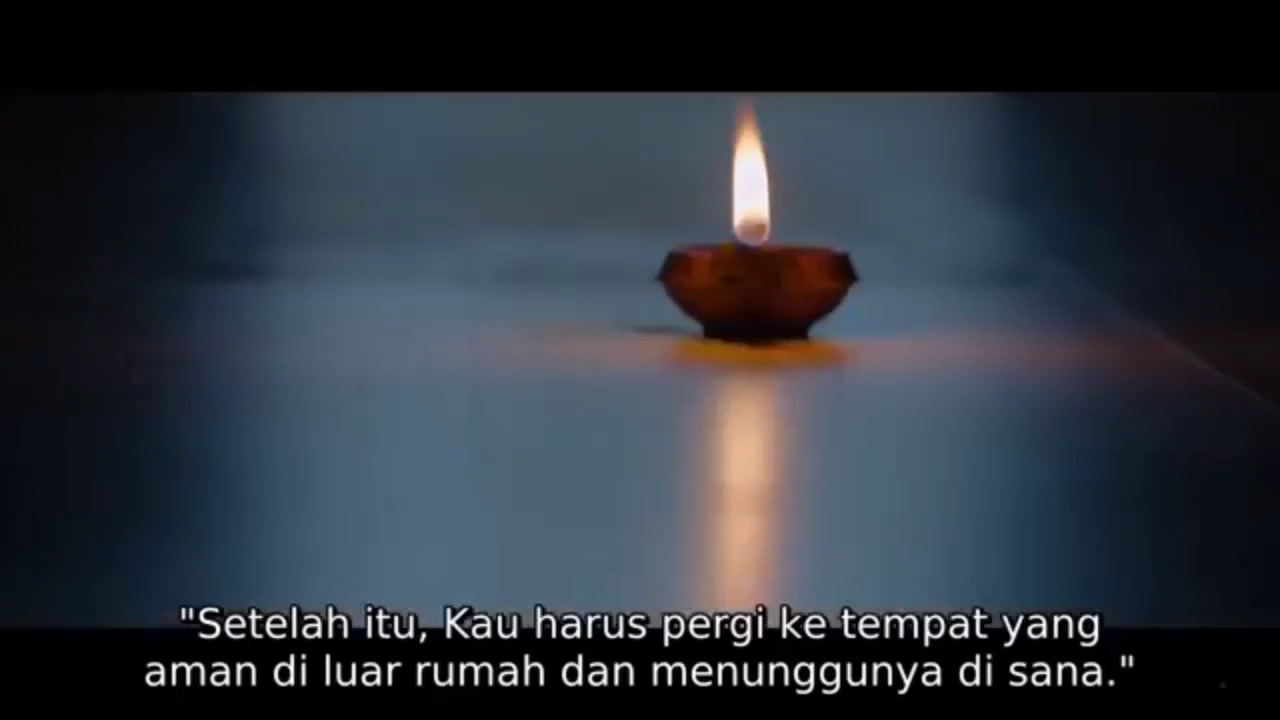 "Setelah itu, Kau harus pergi ke tempat yang
aman di luar rumah dan menunggunya di sana."